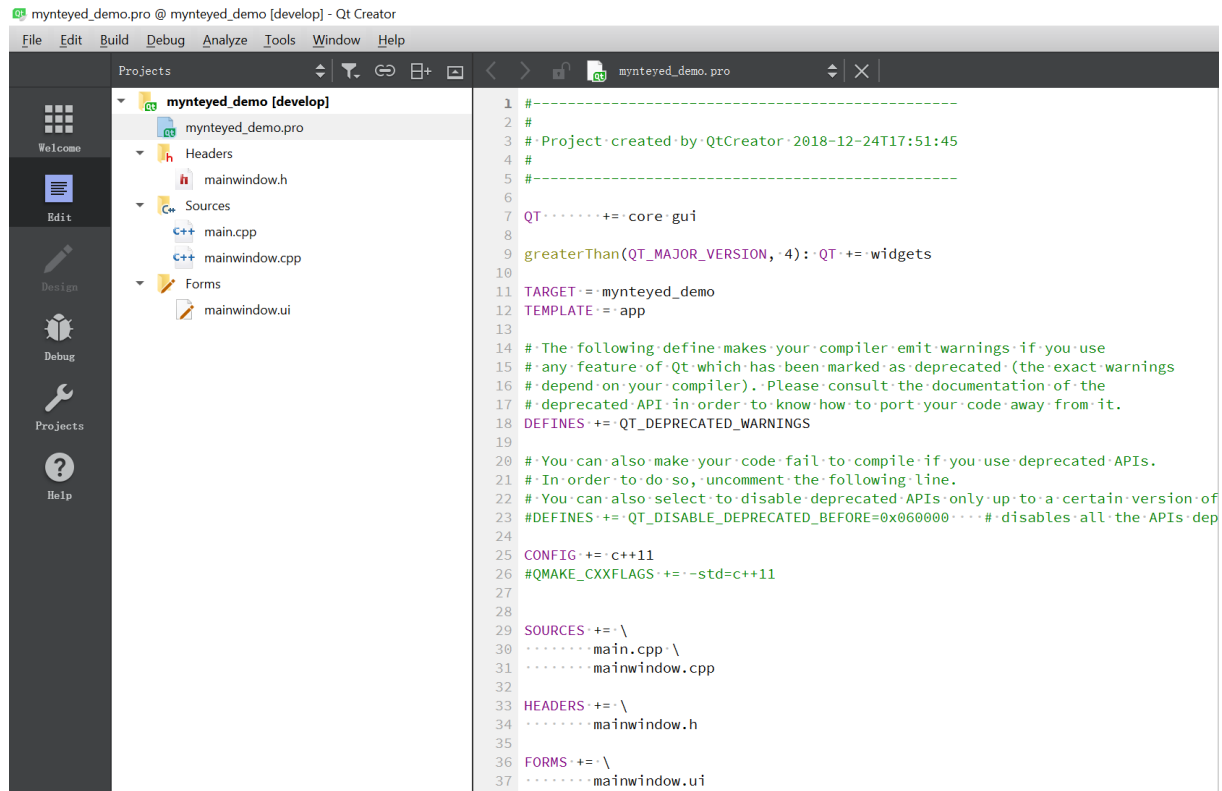 mynteyed_demo.pro @ mynteyed_demo [develop] - Qt Creator
File Edit Build Debug Analyze Tools Window Help
Projects
mynteyed_demo.pro
Welcome
Edit
Design
Debug
Projects
Help
mynteyed_demo [develop]
mynteyed_demo.pro
Headers
mainwindow.h
Sources
main.cpp
mainwindow.cpp
Forms
mainwindow.ui
1 #-------------------------------------------------
2 #
3 # Project created by QtCreator 2018-12-24T17:51:45
4 #
5 #-------------------------------------------------
6
7 QT       += core gui
8
9 greaterThan(QT_MAJOR_VERSION, 4): QT += widgets
10
11 TARGET = mynteyed_demo
12 TEMPLATE = app
13
14 # The following define makes your compiler emit warnings if you use
15 # any feature of Qt which has been marked as deprecated (the exact warnings
16 # depend on your compiler). Please consult the documentation of the
17 # deprecated API in order to know how to port your code away from it.
18 DEFINES += QT_DEPRECATED_WARNINGS
19
20 # You can also make your code fail to compile if you use deprecated APIs.
21 # In order to do so, uncomment the following line.
22 # You can also select to disable deprecated APIs only up to a certain version of
23 #DEFINES += QT_DISABLE_DEPRECATED_BEFORE=0x060000    # disables all the APIs dep
24
25 CONFIG += c++11
26 #QMAKE_CXXFLAGS += -std=c++11
27
28
29 SOURCES += \
30         main.cpp \
31         mainwindow.cpp
32
33 HEADERS += \
34         mainwindow.h
35
36 FORMS += \
37         mainwindow.ui